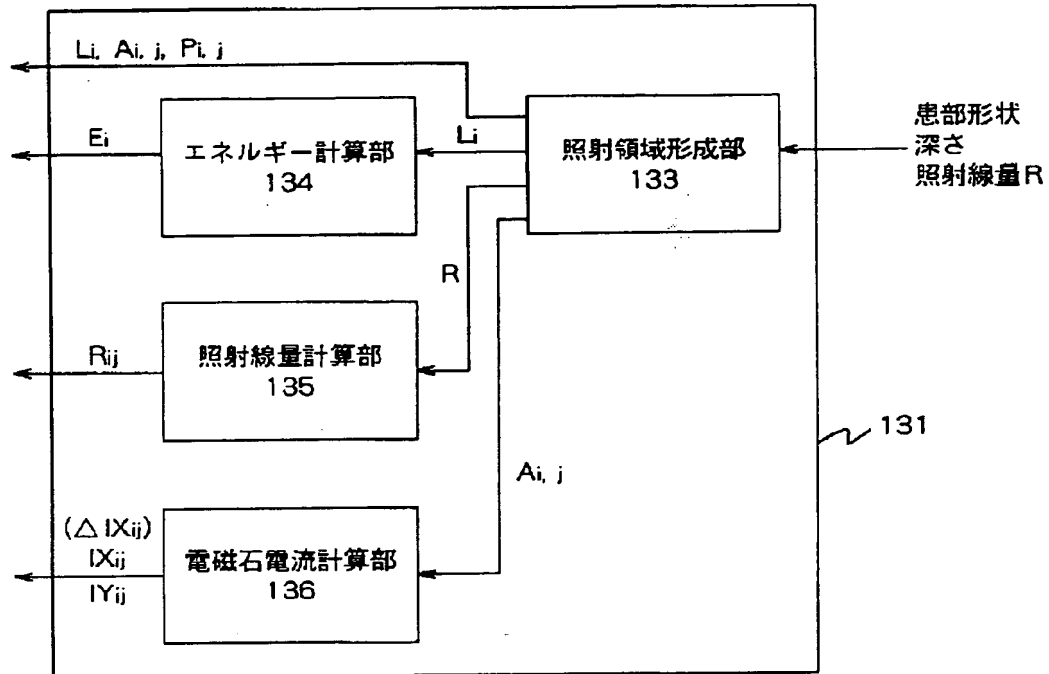 Li, Ai, j, Pi, j
Ei
エネルギー計算部
134
Li
照射領域形成部
133
患部形状
深さ
照射線量R
R
Rij
照射線量計算部
135
131
Ai, j
(△IXij)
IXij
IYij
電磁石電流計算部
136